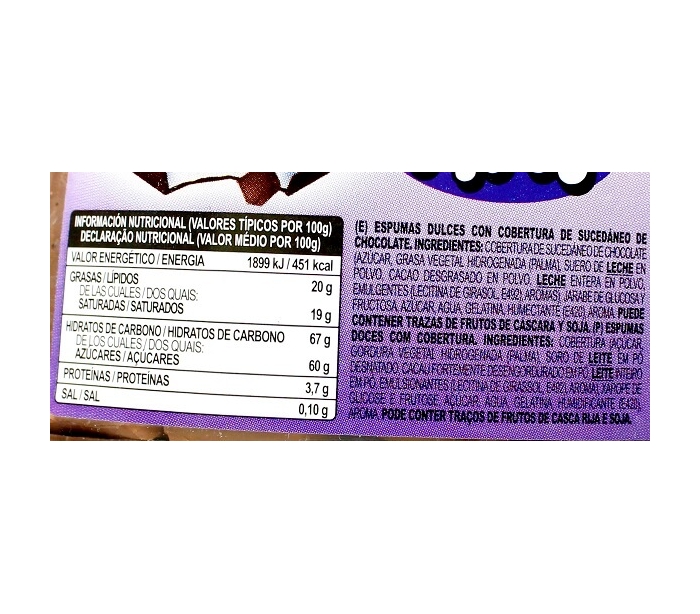 INFORMACIÓN NUTRICIONAL (VALORES TÍPICOS POR 100g)
DECLARAÇÃO NUTRICIONAL (VALOR MÉDIO POR 100g)
VALOR ENERGÉTICO / ENERGIA 1899 kJ / 451 kcal
GRASAS / LÍPIDOS 20 g
DE LAS CUALES / DOS QUAIS:
SATURADAS / SATURADOS 19 g
HIDRATOS DE CARBONO / HIDRATOS DE CARBONO 67 g
DE LOS CUALES / DOS QUAIS:
AZÚCARES / AÇÚCARES 60 g
PROTEÍNAS / PROTEÍNAS 3,7 g
SAL / SAL 0,10 g
(E) ESPUMAS DULCES CON COBERTURA DE SUCEDÁNEO DE
CHOCOLATE. INGREDIENTES: COBERTURA DE SUCEDÁNEO DE CHOCOLATE
(AZÚCAR, GRASA VEGETAL HIDROGENADA (PALMA), SUERO DE LECHE EN
POLVO, CACAO DESGRASADO EN POLVO, LECHE ENTERA EN POLVO,
EMULGENTES (LECITINA DE GIRASOL, E492), AROMAS), JARABE DE GLUCOSA Y
FRUCTOSA, AZÚCAR, AGUA, GELATINA, HUMECTANTE (E420), AROMA. PUEDE
CONTENER TRAZAS DE FRUTOS DE CÁSCARA Y SOJA. (P) ESPUMAS
DOCES COM COBERTURA. INGREDIENTES: COBERTURA (AÇÚCAR,
GORDURA VEGETAL HIDROGENADA (PALMA), SORO DE LEITE EM PÓ
DESNATADO, CACAU FORTEMENTE DESENGORDURADO EM PÓ, LEITE INTEIRO
EM PÓ, EMULSIONANTES (LECITINA DE GIRASSOL, E492), AROMA), XAROPE DE
GLICOSE E FRUTOSE, AÇÚCAR, ÁGUA, GELATINA, HUMIDIFICANTE (E420),
AROMA. PODE CONTER TRAÇOS DE FRUTOS DE CASCA RIJA E SOJA.